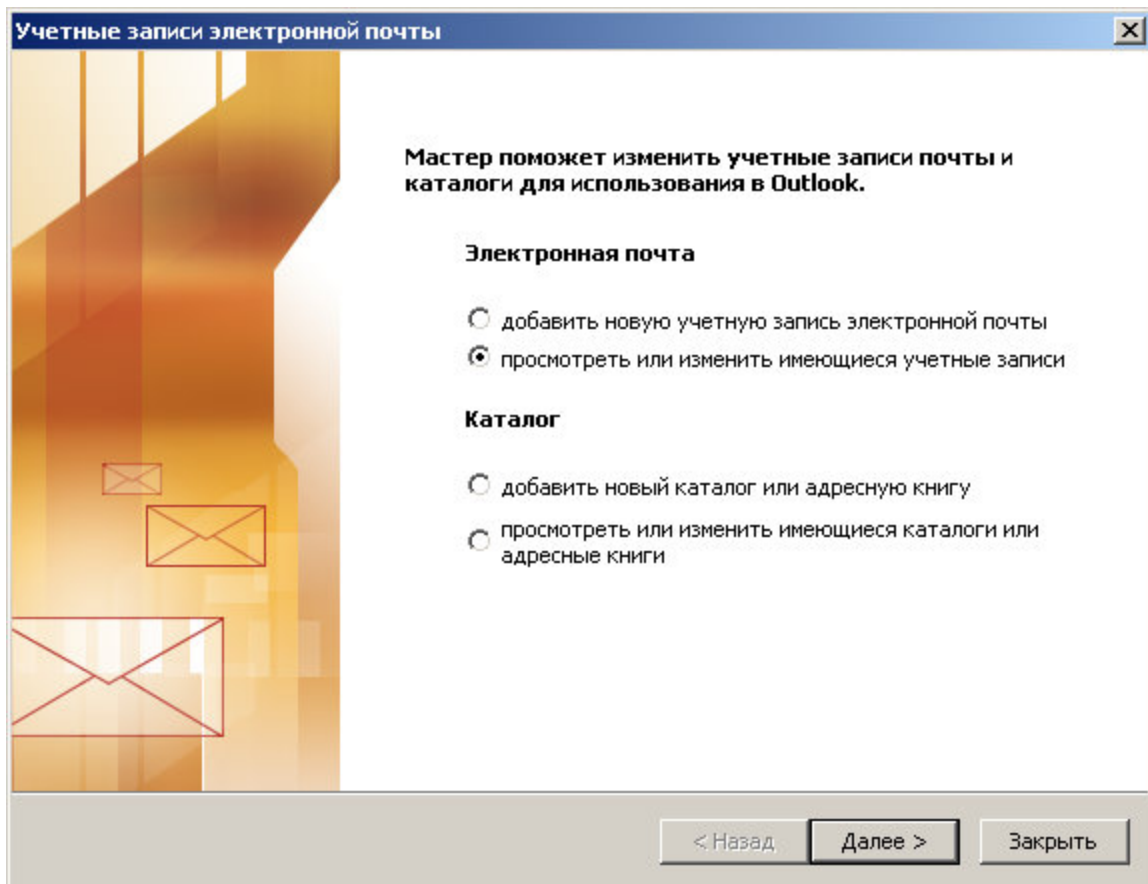 Учетные записи электронной почты
Мастер поможет изменить учетные записи почты и
каталоги для использования в Outlook.
Электронная почта
добавить новую учетную запись электронной почты
просмотреть или изменить имеющиеся учетные записи
Каталог
добавить новый каталог или адресную книгу
просмотреть или изменить имеющиеся каталоги или
адресные книги
< Назад
Далее >
Закрыть